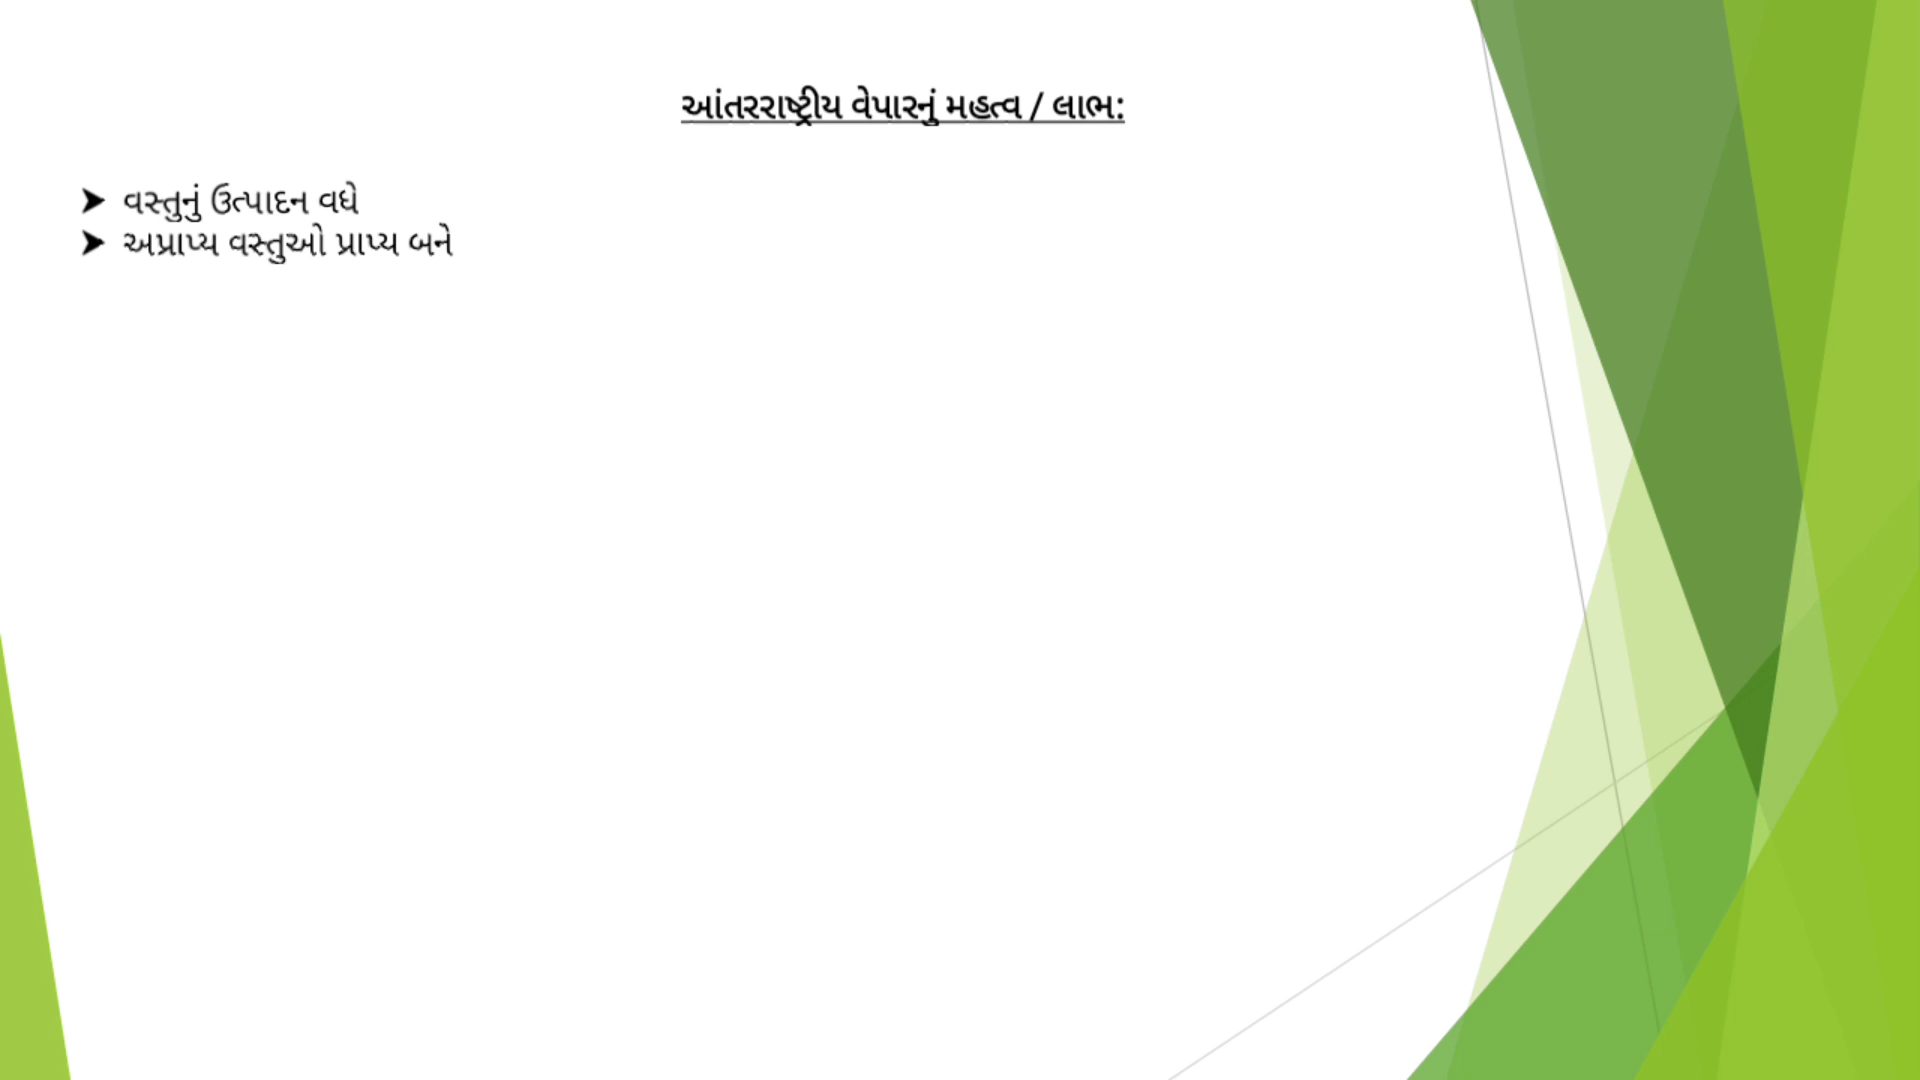 આંતરરાષ્ટ્રીય વેપારનું મહત્વ / લાભ:
➤ વસ્તુનું ઉત્પાદન વધે
➤ અપ્રાપ્ય વસ્તુઓ પ્રાપ્ય બને